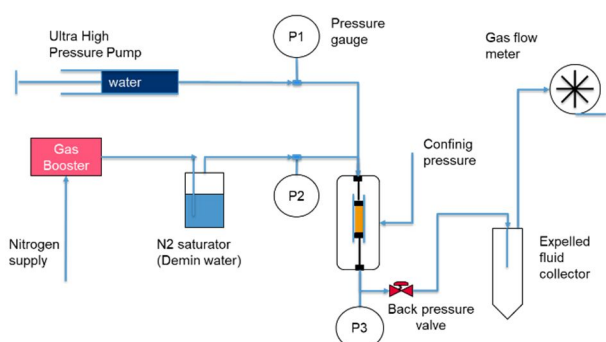 Ultra High
Pressure Pump
water
P1
Pressure
gauge
Gas flow
meter
Gas
Booster
P2
Confinig
pressure
Nitrogen
supply
N2 saturator
(Demin water)
Back pressure
valve
P3
Expelled
fluid
collector